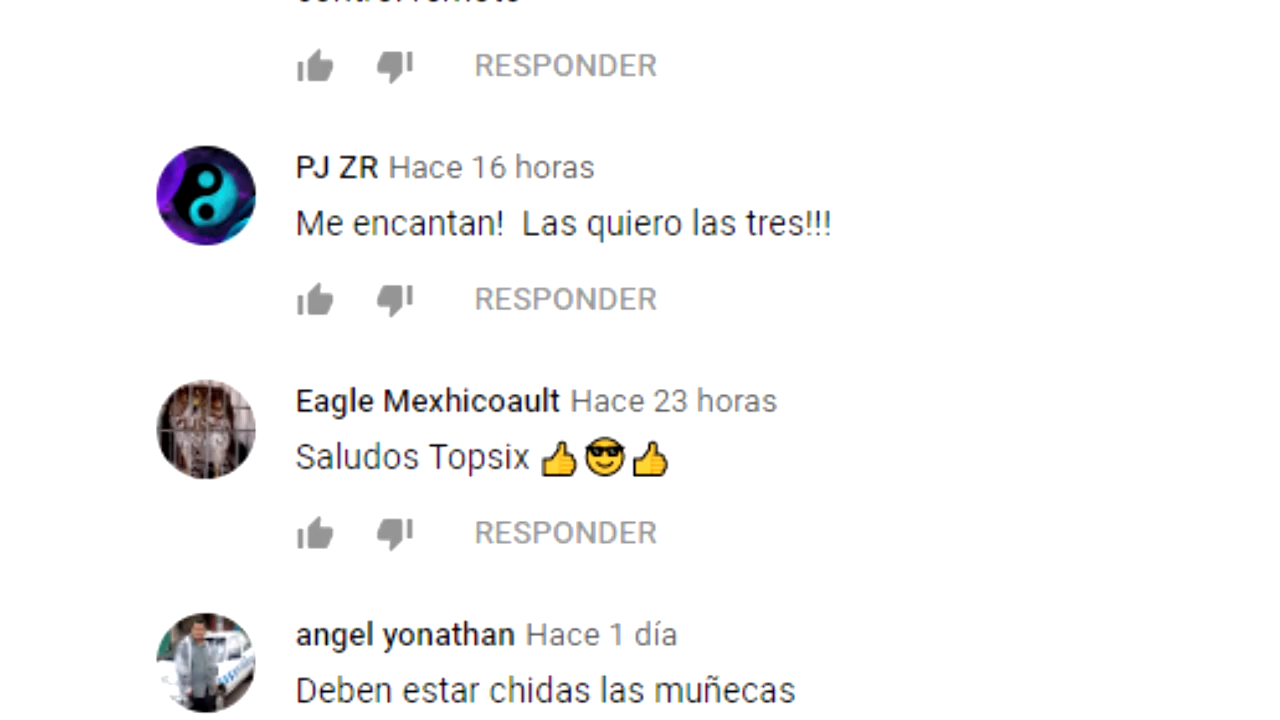 RESPONDER
PJ ZR Hace 16 horas
Me encantan!  Las quiero las tres!!!
RESPONDER
Eagle Mexhicoault Hace 23 horas
Saludos Topsix 👍😎👍
RESPONDER
angel yonathan Hace 1 día
Deben estar chidas las muñecas